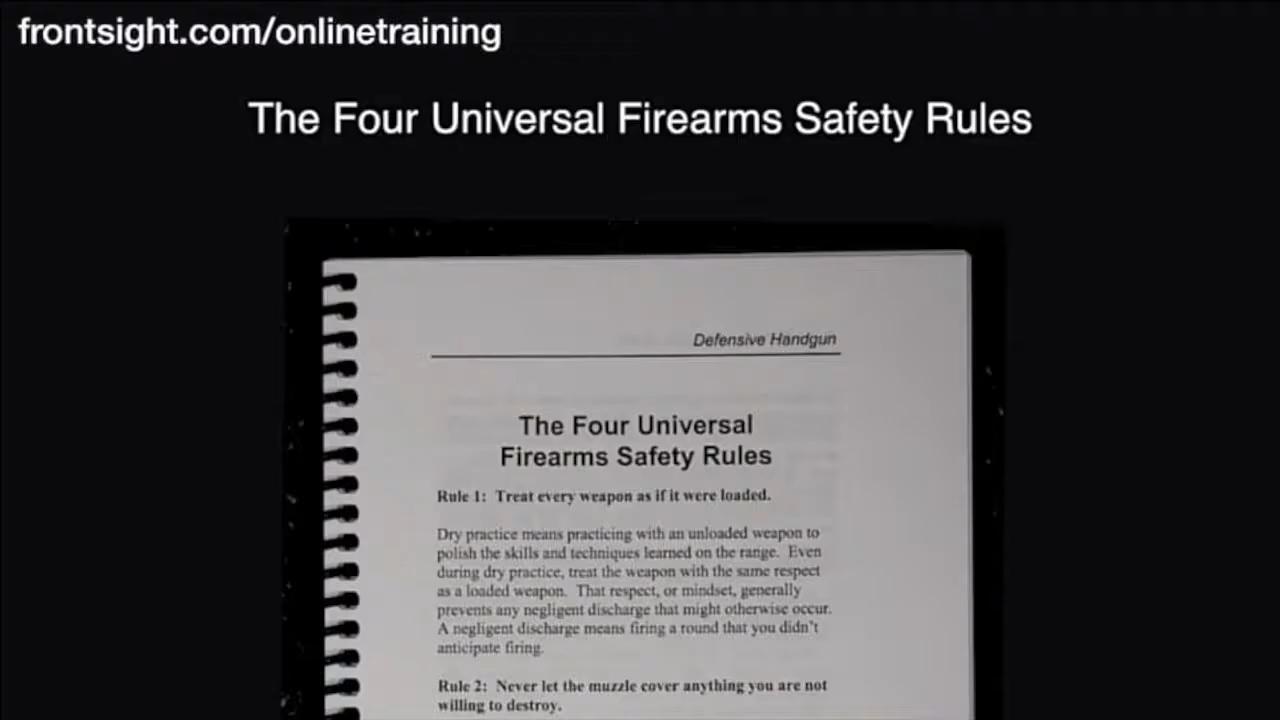 frontsight.com/onlinetraining
The Four Universal Firearms Safety Rules
Defensive Handgun
The Four Universal
Firearms Safety Rules
Rule 1: Treat every weapon as if it were loaded.
Dry practice means practicing with an unloaded weapon to
polish the skills and techniques learned on the range. Even
during dry practice, treat the weapon with the same respect
as a loaded weapon. That respect, or mindset, generally
prevents any negligent discharge that might otherwise occur.
A negligent discharge means firing a round that you didn't
anticipate firing.
Rule 2: Never let the muzzle cover anything you are not
willing to destroy.